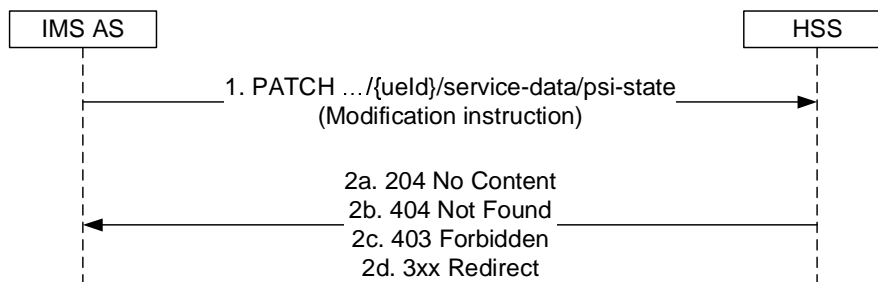 IMS AS
HSS
1. PATCH …/{ueId}/service-data/psi-state
(Modification instruction)
2a. 204 No Content
2b. 404 Not Found
2c. 403 Forbidden
2d. 3xx Redirect